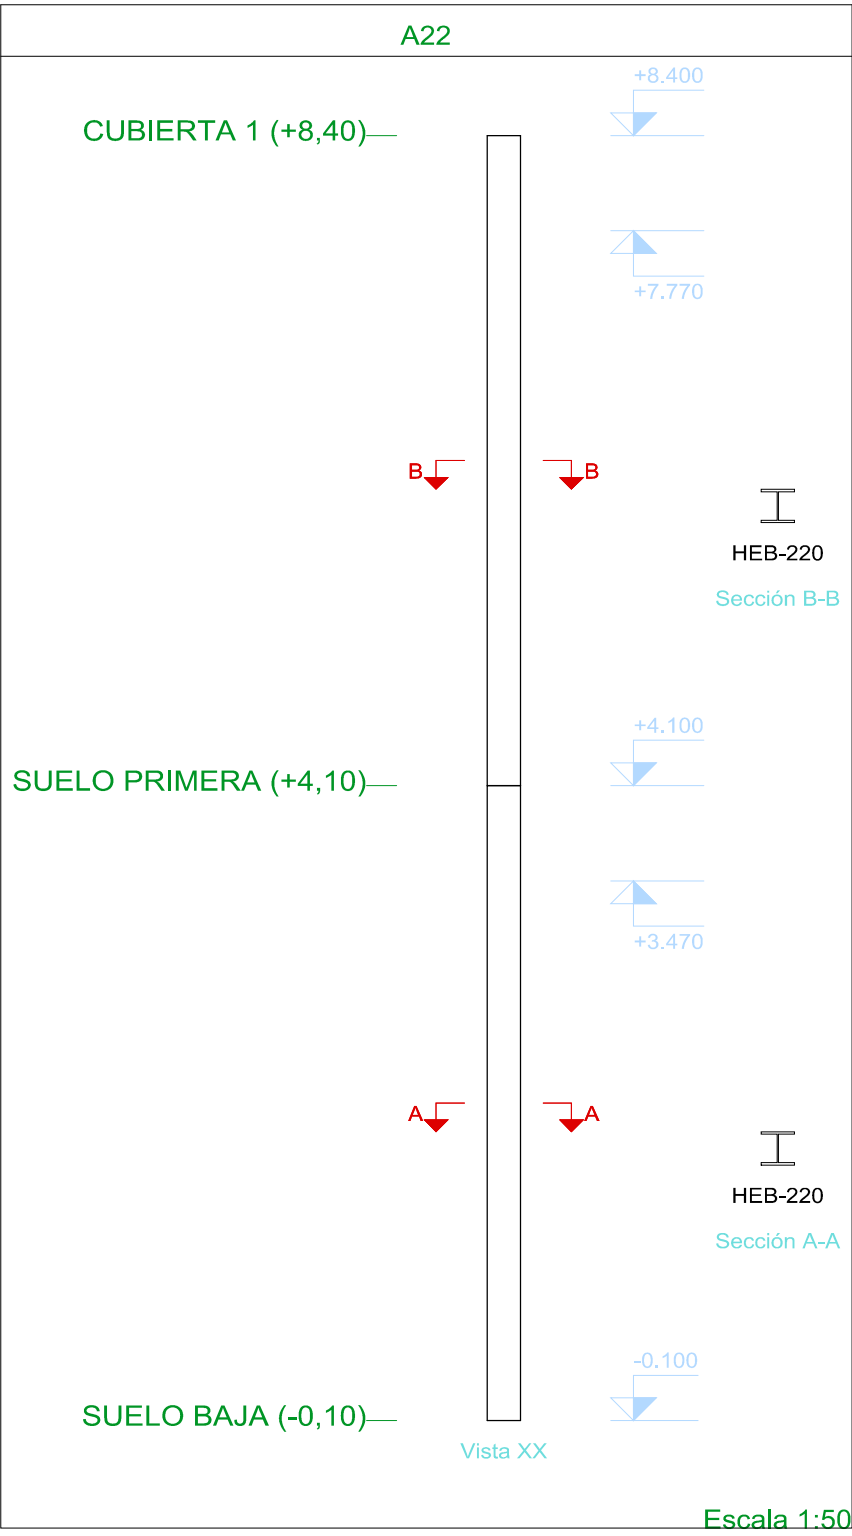 A22
+8.400
CUBIERTA 1 (+8,40)
+7.770
B B
HEB-220
Sección B-B
+4.100
SUELO PRIMERA (+4,10)
+3.470
A A
HEB-220
Sección A-A
-0.100
SUELO BAJA (-0,10)
Vista XX
Escala 1:50